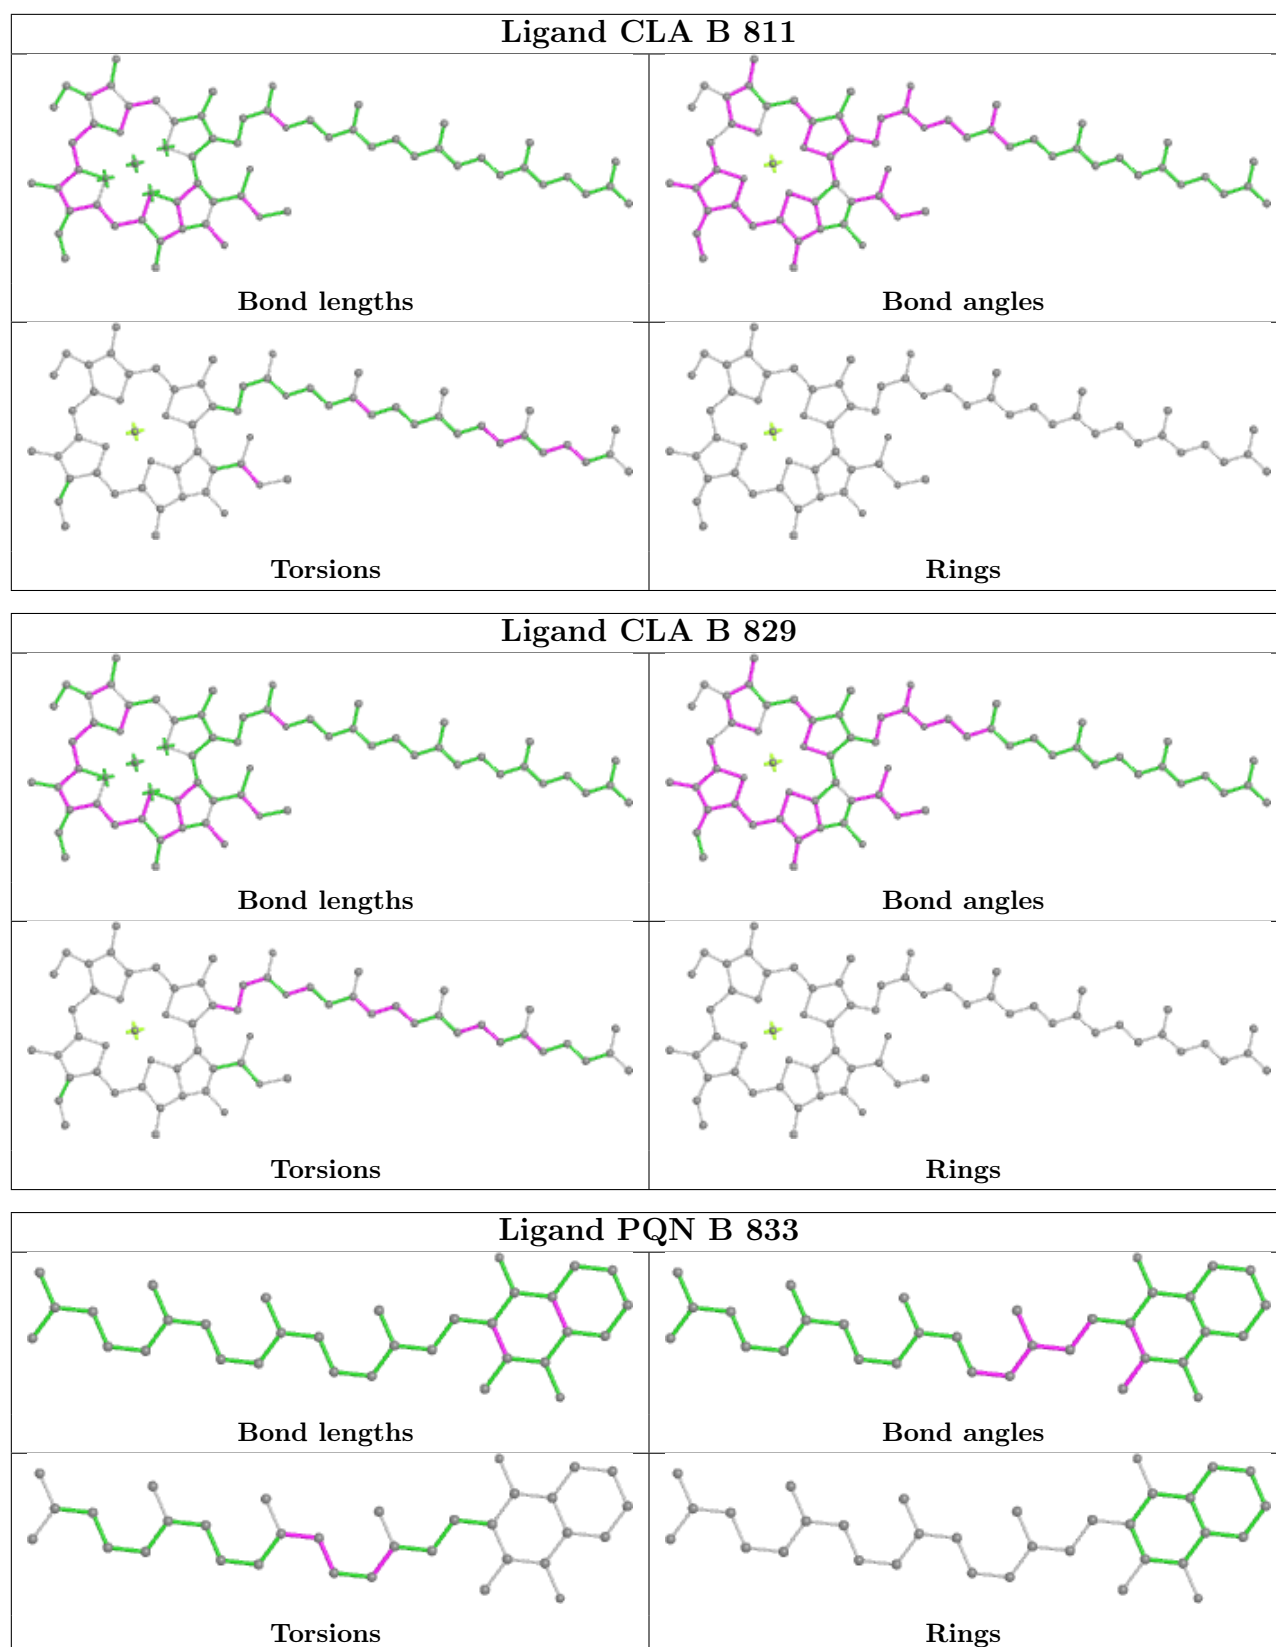 Ligand CLA B 811
Bond lengths
Bond angles
Torsions
Rings
Ligand CLA B 829
Bond lengths
Bond angles
Torsions
Rings
Ligand PQN B 833
Bond lengths
Bond angles
Torsions
Rings